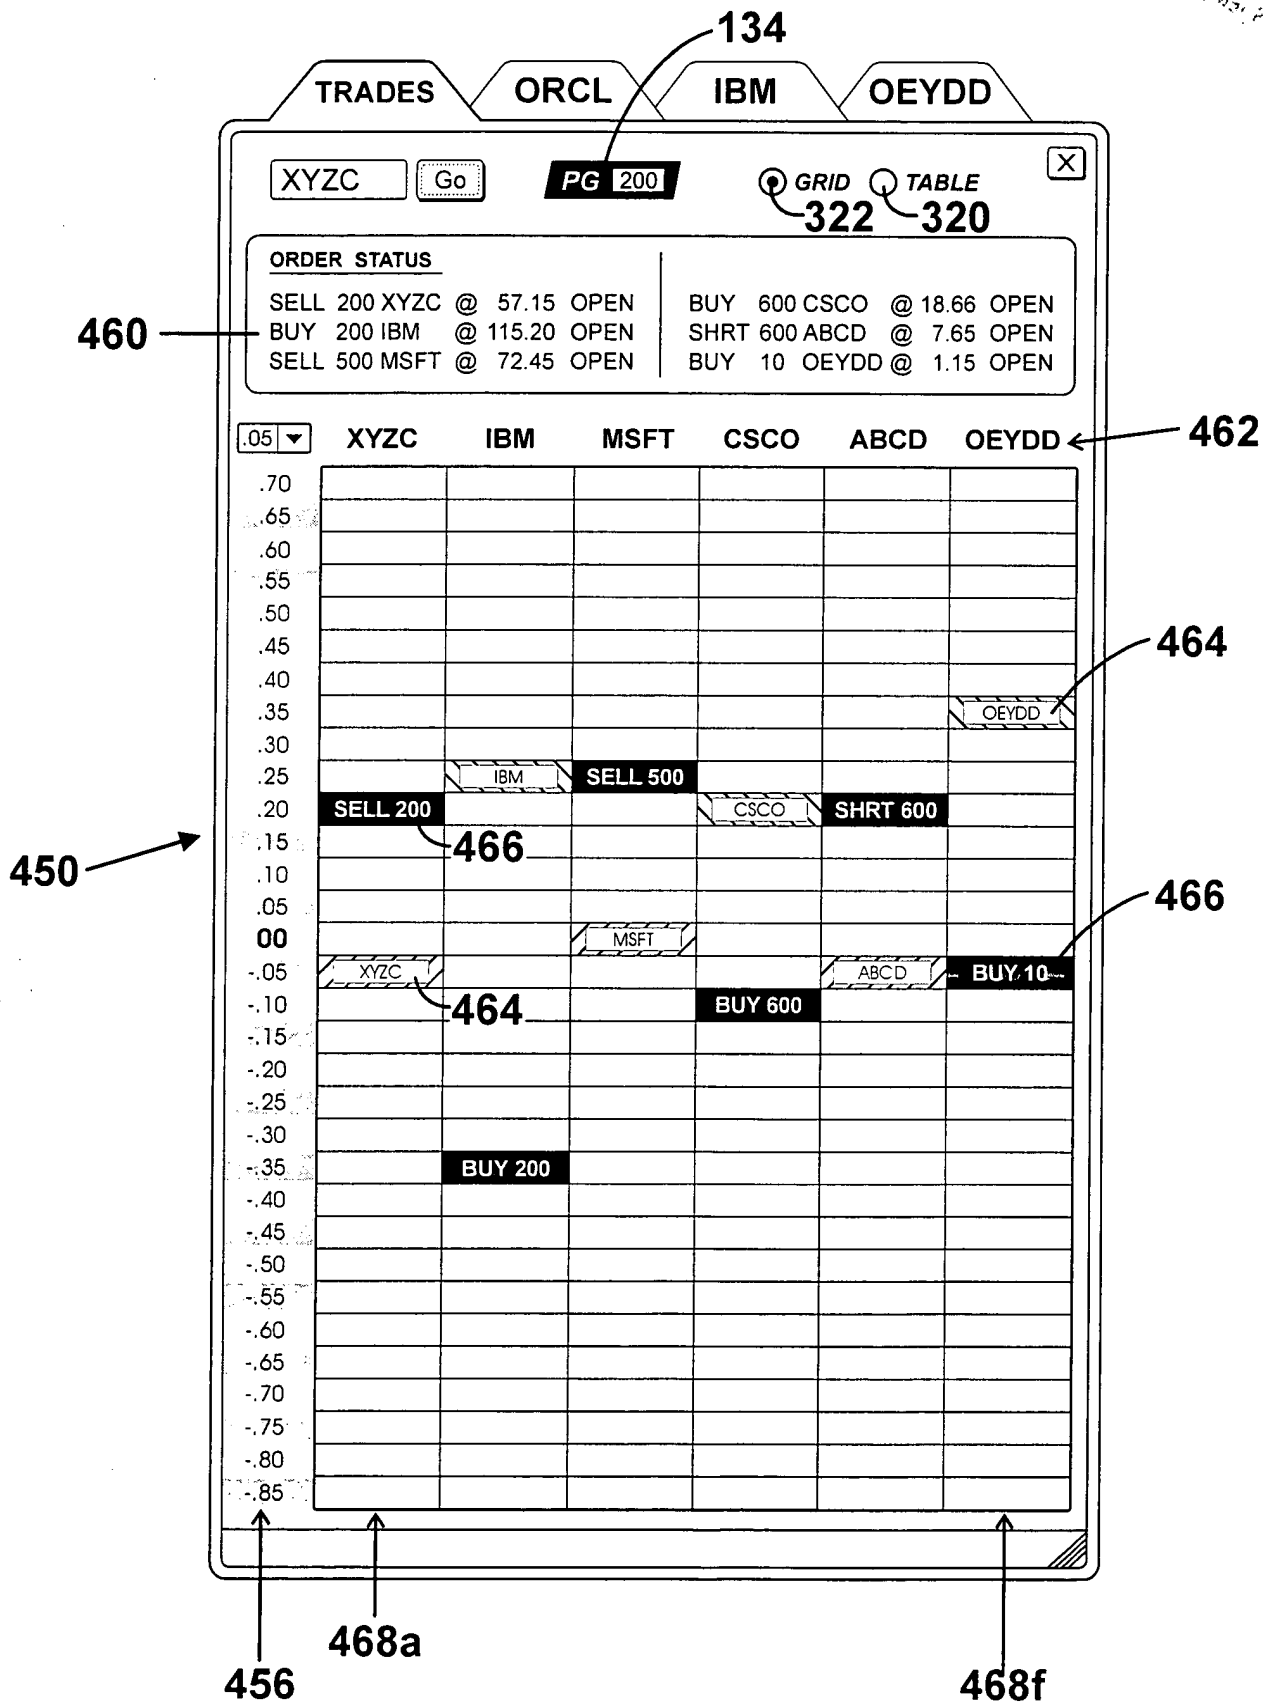 134
TRADES ORCL IBM OEYDD
XYZC Go PG 200 GRID TABLE X
322 320
ORDER STATUS
SELL 200 XYZC @ 57.15 OPEN BUY 600 CSCO @ 18.66 OPEN
460 BUY 200 IBM @ 115.20 OPEN SHRT 600 ABCD @ 7.65 OPEN
SELL 500 MSFT @ 72.45 OPEN BUY 10 OEYDD @ 1.15 OPEN
.05 XYZC IBM MSFT CSCO ABCD OEYDD 462
.70
.65
.60
.55
.50
.45
464
.40
.35 OEYDD
.30
.25 IBM SELL 500
.20 SELL 200 CSCO SHRT 600
.15 466
450
.10
.05 466
00 MSFT
-.05 XYZC ABCD BUY 10
-.10 464 BUY 600
-.15
-.20
-.25
-.30
-.35 BUY 200
-.40
-.45
-.50
-.55
-.60
-.65
-.70
-.75
-.80
-.85
468a
456 468f